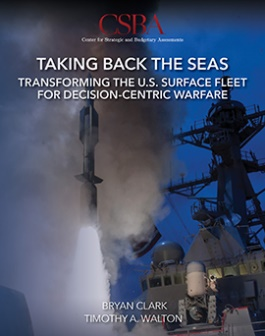 CSBA
Center for Strategic and Budgetary Assessments
TAKING BACK THE SEAS
TRANSFORMING THE U.S. SURFACE FLEET
FOR DECISION-CENTRIC WARFARE
BRYAN CLARK
TIMOTHY A. WALTON